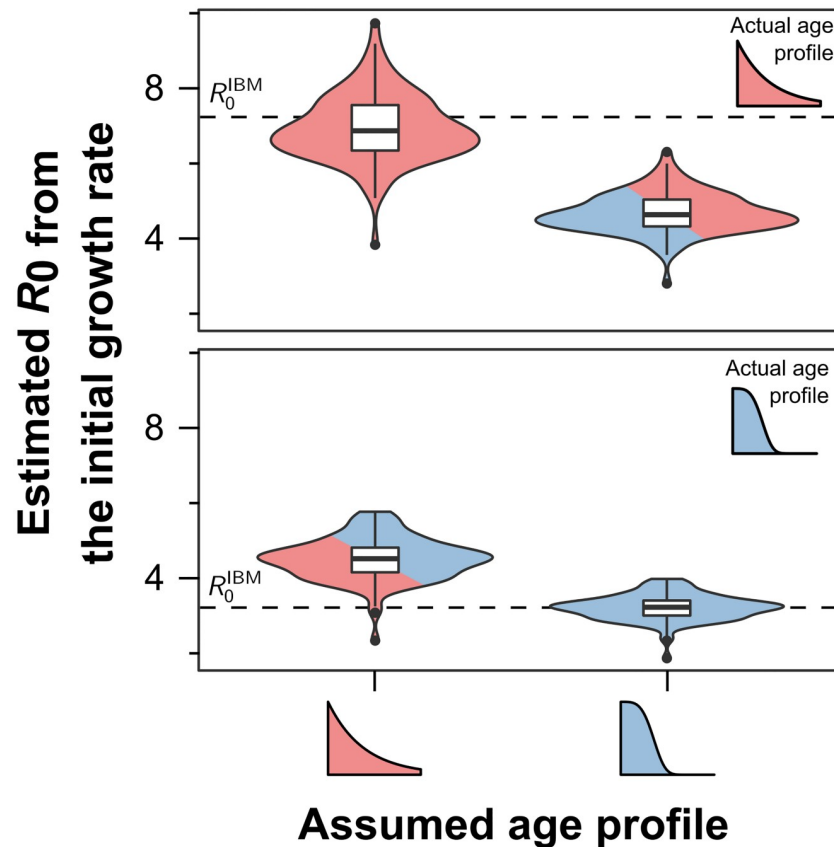 Estimated R0 from
the initial growth rate
8
4
R₀ᴵᴮᴹ
Actual age
profile
8
4
R₀ᴵᴮᴹ
Actual age
profile
Assumed age profile